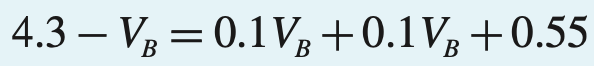 4.3 − V_B = 0.1V_B + 0.1V_B + 0.55